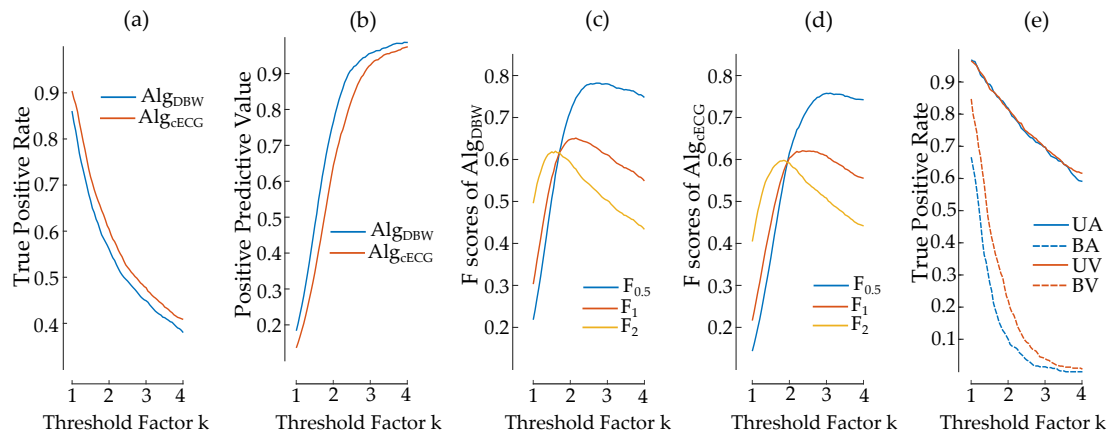 (a)
True Positive Rate
0.9
0.8
0.7
0.6
0.5
0.4
Alg_DBW
Alg_cECG
1 2 3 4
Threshold Factor k
(b)
Positive Predictive Value
0.9
0.8
0.7
0.6
0.5
0.4
0.3
0.2
Alg_DBW
Alg_cECG
1 2 3 4
Threshold Factor k
(c)
F scores of Alg_DBW
0.8
0.7
0.6
0.5
0.4
0.3
0.2
F_0.5
F_1
F_2
1 2 3 4
Threshold Factor k
(d)
F scores of Alg_cECG
0.8
0.7
0.6
0.5
0.4
0.3
0.2
F_0.5
F_1
F_2
1 2 3 4
Threshold Factor k
(e)
True Positive Rate
0.9
0.8
0.7
0.6
0.5
0.4
0.3
0.2
0.1
UA
BA
UV
BV
1 2 3 4
Threshold Factor k